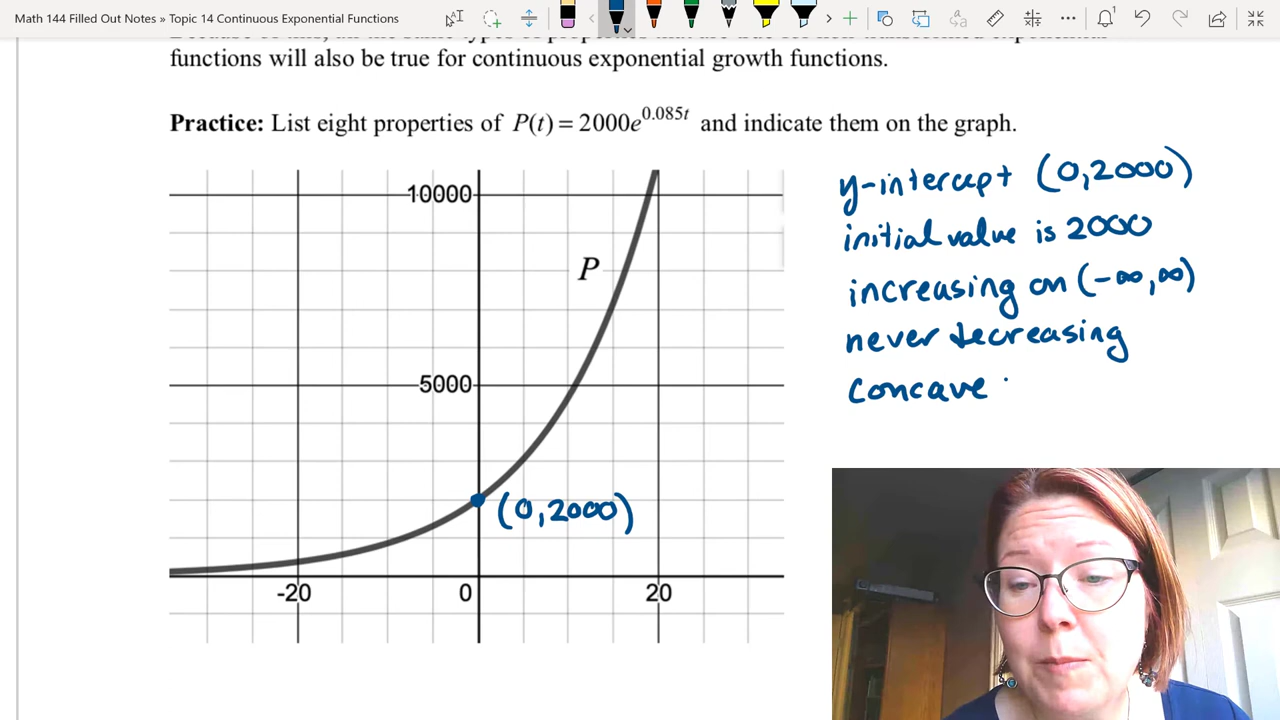 Math 144 Filled Out Notes » Topic 14 Continuous Exponential Functions
functions will also be true for continuous exponential growth functions.
Practice: List eight properties of P(t) = 2000e^{0.085t} and indicate them on the graph.
y-intercept (0,2000)
initial value is 2000
increasing on (-∞,∞)
never decreasing
concave
10000
P
5000
(0,2000)
-20 0 20